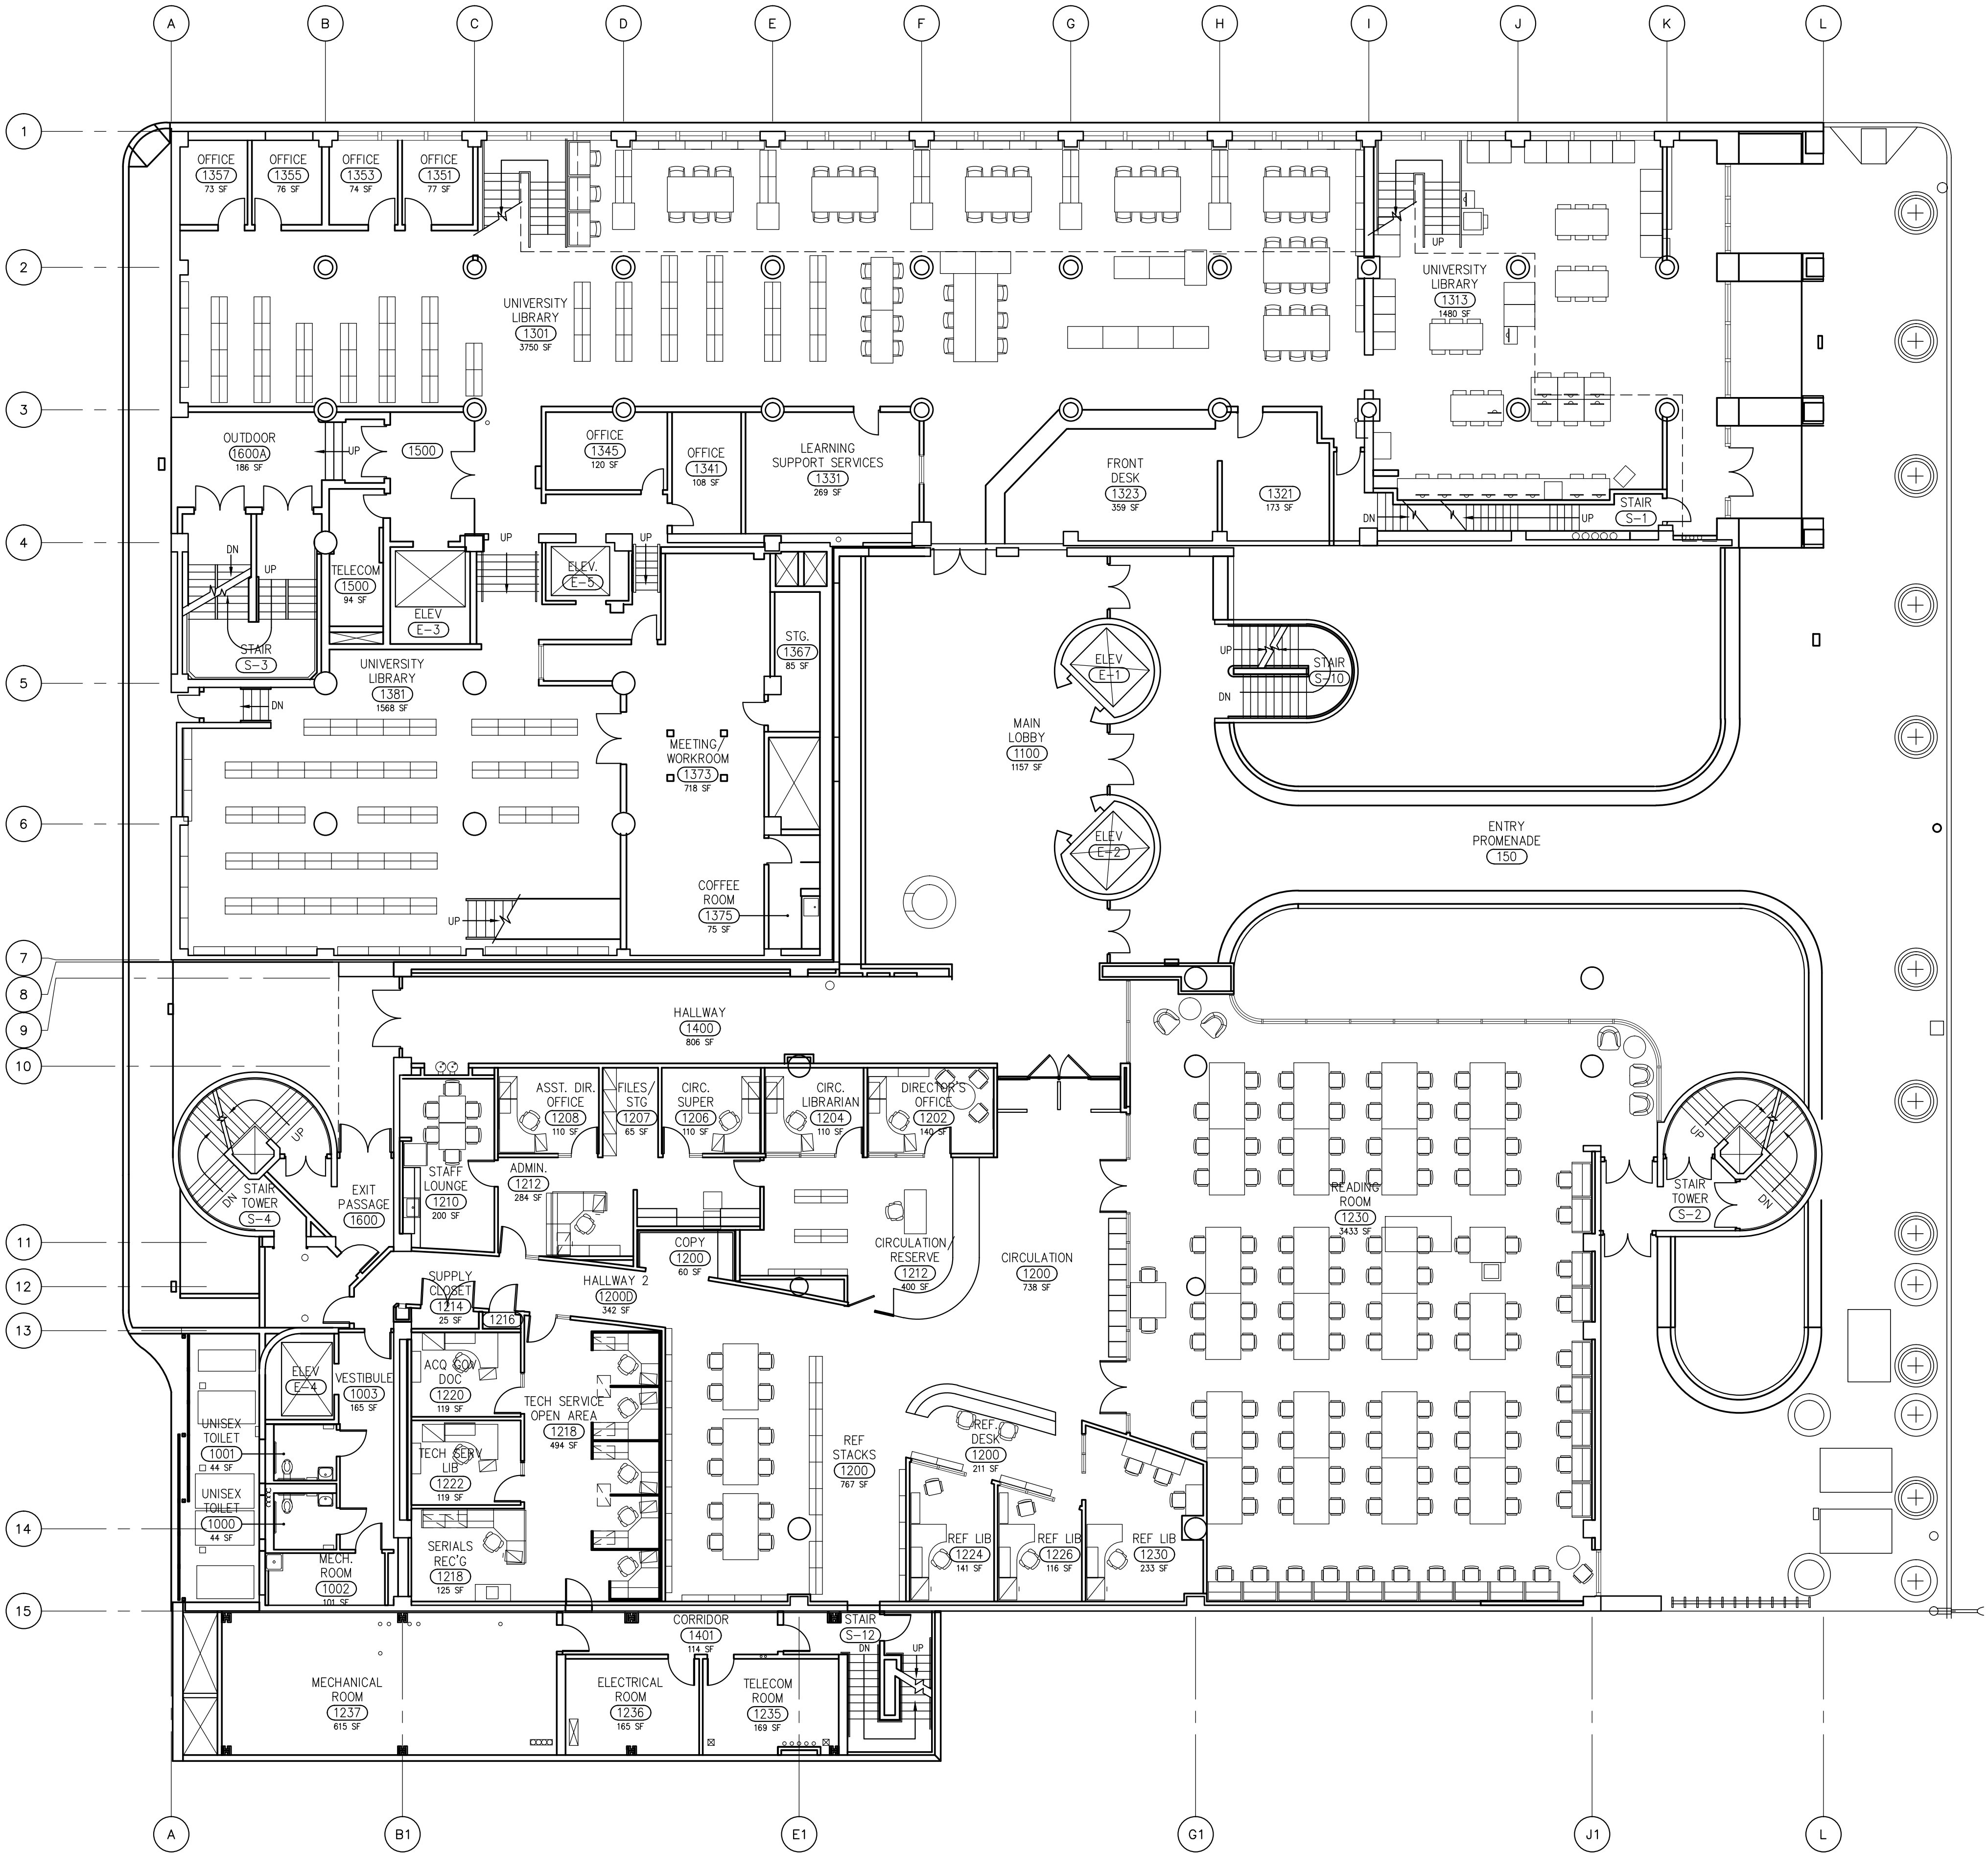 A B C D E F G H I J K L
1
OFFICE
1357
73 SF
OFFICE
1355
76 SF
OFFICE
1353
74 SF
OFFICE
1351
77 SF
UP
2
UNIVERSITY
LIBRARY
1301
3750 SF
UNIVERSITY
LIBRARY
1313
1480 SF
3
OUTDOOR
1600A
186 SF
UP
1500
OFFICE
1345
120 SF
OFFICE
1341
108 SF
LEARNING
SUPPORT SERVICES
1331
269 SF
FRONT
DESK
1323
359 SF
1321
173 SF
STAIR
S-1
DN
UP
4
DN
UP
TELECOM
1500
94 SF
UP
ELEV.
E-5
UP
ELEV
E-3
STAIR
S-3
STG.
1367
85 SF
ELEV
E-1
UP
STAIR
S-10
DN
5
UNIVERSITY
LIBRARY
1381
1568 SF
DN
MEETING/
WORKROOM
1373
718 SF
MAIN
LOBBY
1100
1157 SF
6
ELEV
E-2
ENTRY
PROMENADE
150
COFFEE
ROOM
1375
75 SF
UP
7
8
9
HALLWAY
1400
806 SF
10
ASST. DIR.
OFFICE
1208
110 SF
FILES/
STG
1207
65 SF
CIRC.
SUPER
1206
110 SF
CIRC.
LIBRARIAN
1204
110 SF
DIRECTOR'S
OFFICE
1202
140 SF
UP
DN
STAIR
TOWER
S-4
EXIT
PASSAGE
1600
STAFF
LOUNGE
1210
200 SF
ADMIN.
1212
284 SF
READING
ROOM
1230
3433 SF
UP
DN
STAIR
TOWER
S-2
11
COPY
1200
60 SF
CIRCULATION/
RESERVE
1212
400 SF
CIRCULATION
1200
738 SF
12
SUPPLY
CLOSET
1214
25 SF
1216
HALLWAY 2
1200D
342 SF
13
ELEV
E-4
VESTIBULE
1003
165 SF
ACQ GOV
DOC
1220
119 SF
TECH SERVICE
OPEN AREA
1218
494 SF
UNISEX
TOILET
1001
44 SF
TECH SERV
LIB
1222
119 SF
REF
STACKS
1200
767 SF
REF.
DESK
1200
211 SF
UNISEX
TOILET
1000
44 SF
14
MECH.
ROOM
1002
101 SF
SERIALS
REC'G
1218
125 SF
REF LIB
1224
141 SF
REF LIB
1226
116 SF
REF LIB
1230
233 SF
15
CORRIDOR
1401
114 SF
STAIR
S-12
DN
UP
MECHANICAL
ROOM
1237
615 SF
ELECTRICAL
ROOM
1236
165 SF
TELECOM
ROOM
1235
169 SF
A B1 E1 G1 J1 L